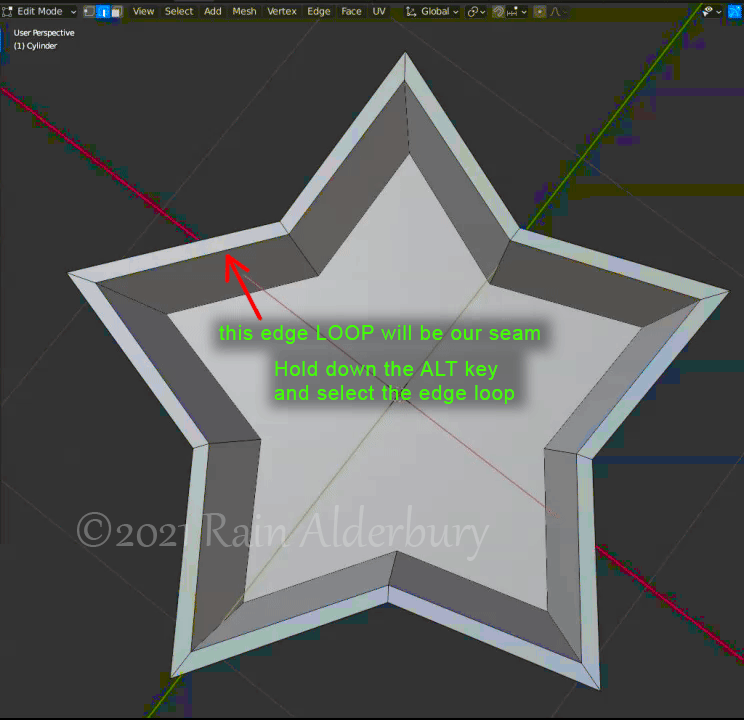 Edit Mode View Select Add Mesh Vertex Edge Face UV Global
User Perspective
(1) Cylinder
this edge LOOP will be our seam
Hold down the ALT key
and select the edge loop
©2021 Rain Alderbury